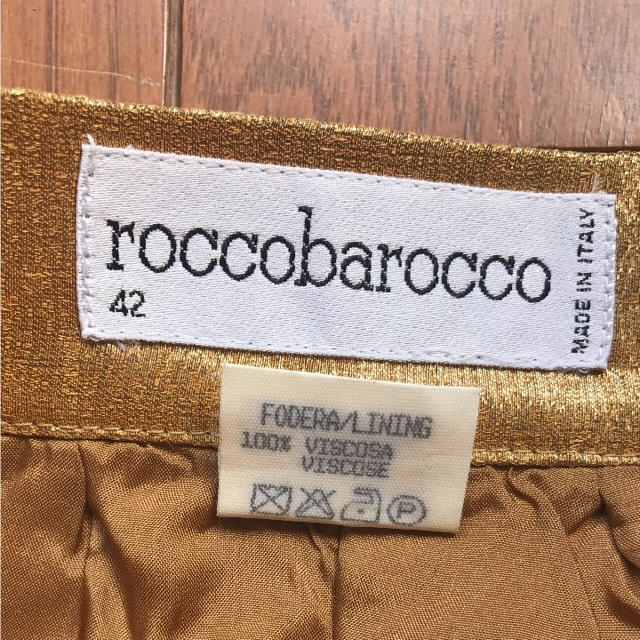 roccobarocco
42
MADE IN ITALY
FODERA/LINING
100% VISCOSA
VISCOSE
P